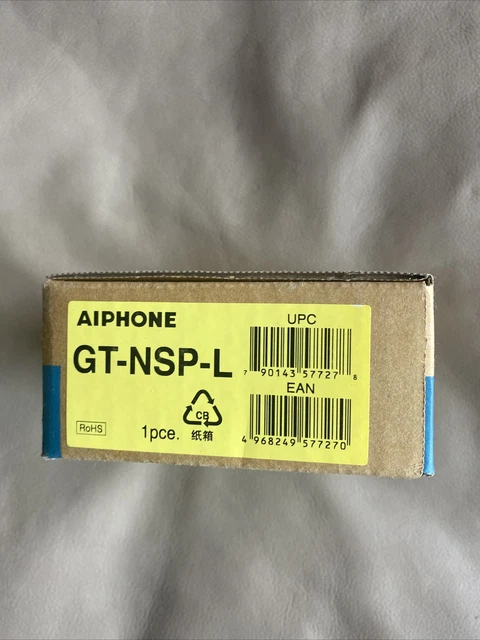 AIPHONE
GT-NSP-L
RoHS
1pce.
CB
纸箱
UPC
7 90143 57727 8
EAN
4 968249 577270